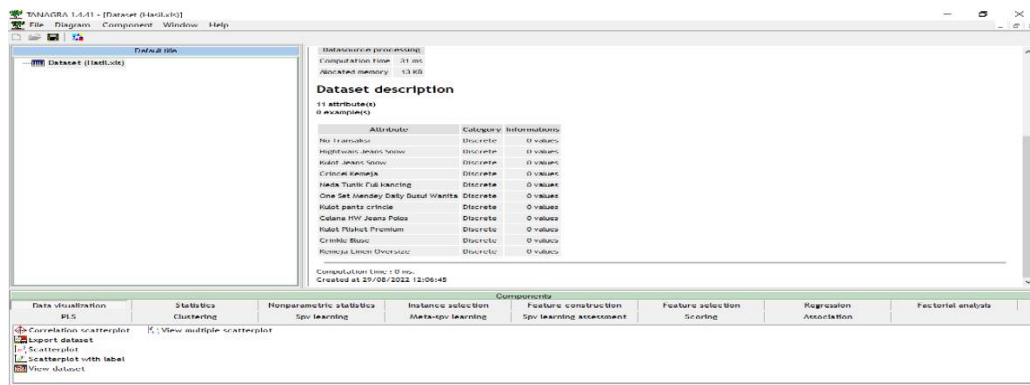 TANAGRA 1.4.41 - [Dataset (Hasil.xls)]
File Diagram Component Window Help
Default title
Dataset (Hasil.xls)
Datasource processing
Computation time 31 ms
Allocated memory 13 KB
Dataset description
11 attribute(s)
0 example(s)
Attribute Category Informations
No Transaksi Discrete 0 values
Hightwais Jeans Snow Discrete 0 values
Kulot Jeans Snow Discrete 0 values
Crincel Kemeja Discrete 0 values
Neda Tunik Full kancing Discrete 0 values
One Set Mendey Daily Busui Wanita Discrete 0 values
Kulot pants crincle Discrete 0 values
Celana HW Jeans Polos Discrete 0 values
Kulot Plisket Premium Discrete 0 values
Crinkle Bluse Discrete 0 values
Kemeja Linen Oversize Discrete 0 values
Computation time : 0 ms.
Created at 29/08/2022 12:06:45
Components
Data visualization Statistics Nonparametric statistics Instance selection Feature construction Feature selection Regression Factorial analysis
PLS Clustering Spv learning Meta-spv learning Spv learning assessment Scoring Association
Correlation scatterplot View multiple scatterplot
Export dataset
Scatterplot
Scatterplot with label
View dataset